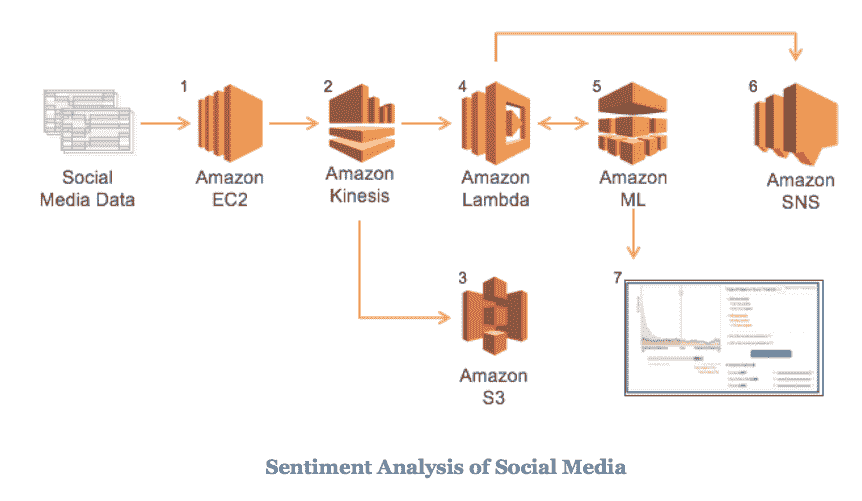 1
2
4
5
6
Social
Media Data
Amazon
EC2
Amazon
Kinesis
Amazon
Lambda
Amazon
ML
Amazon
SNS
3
7
Amazon
S3
Sentiment Analysis of Social Media